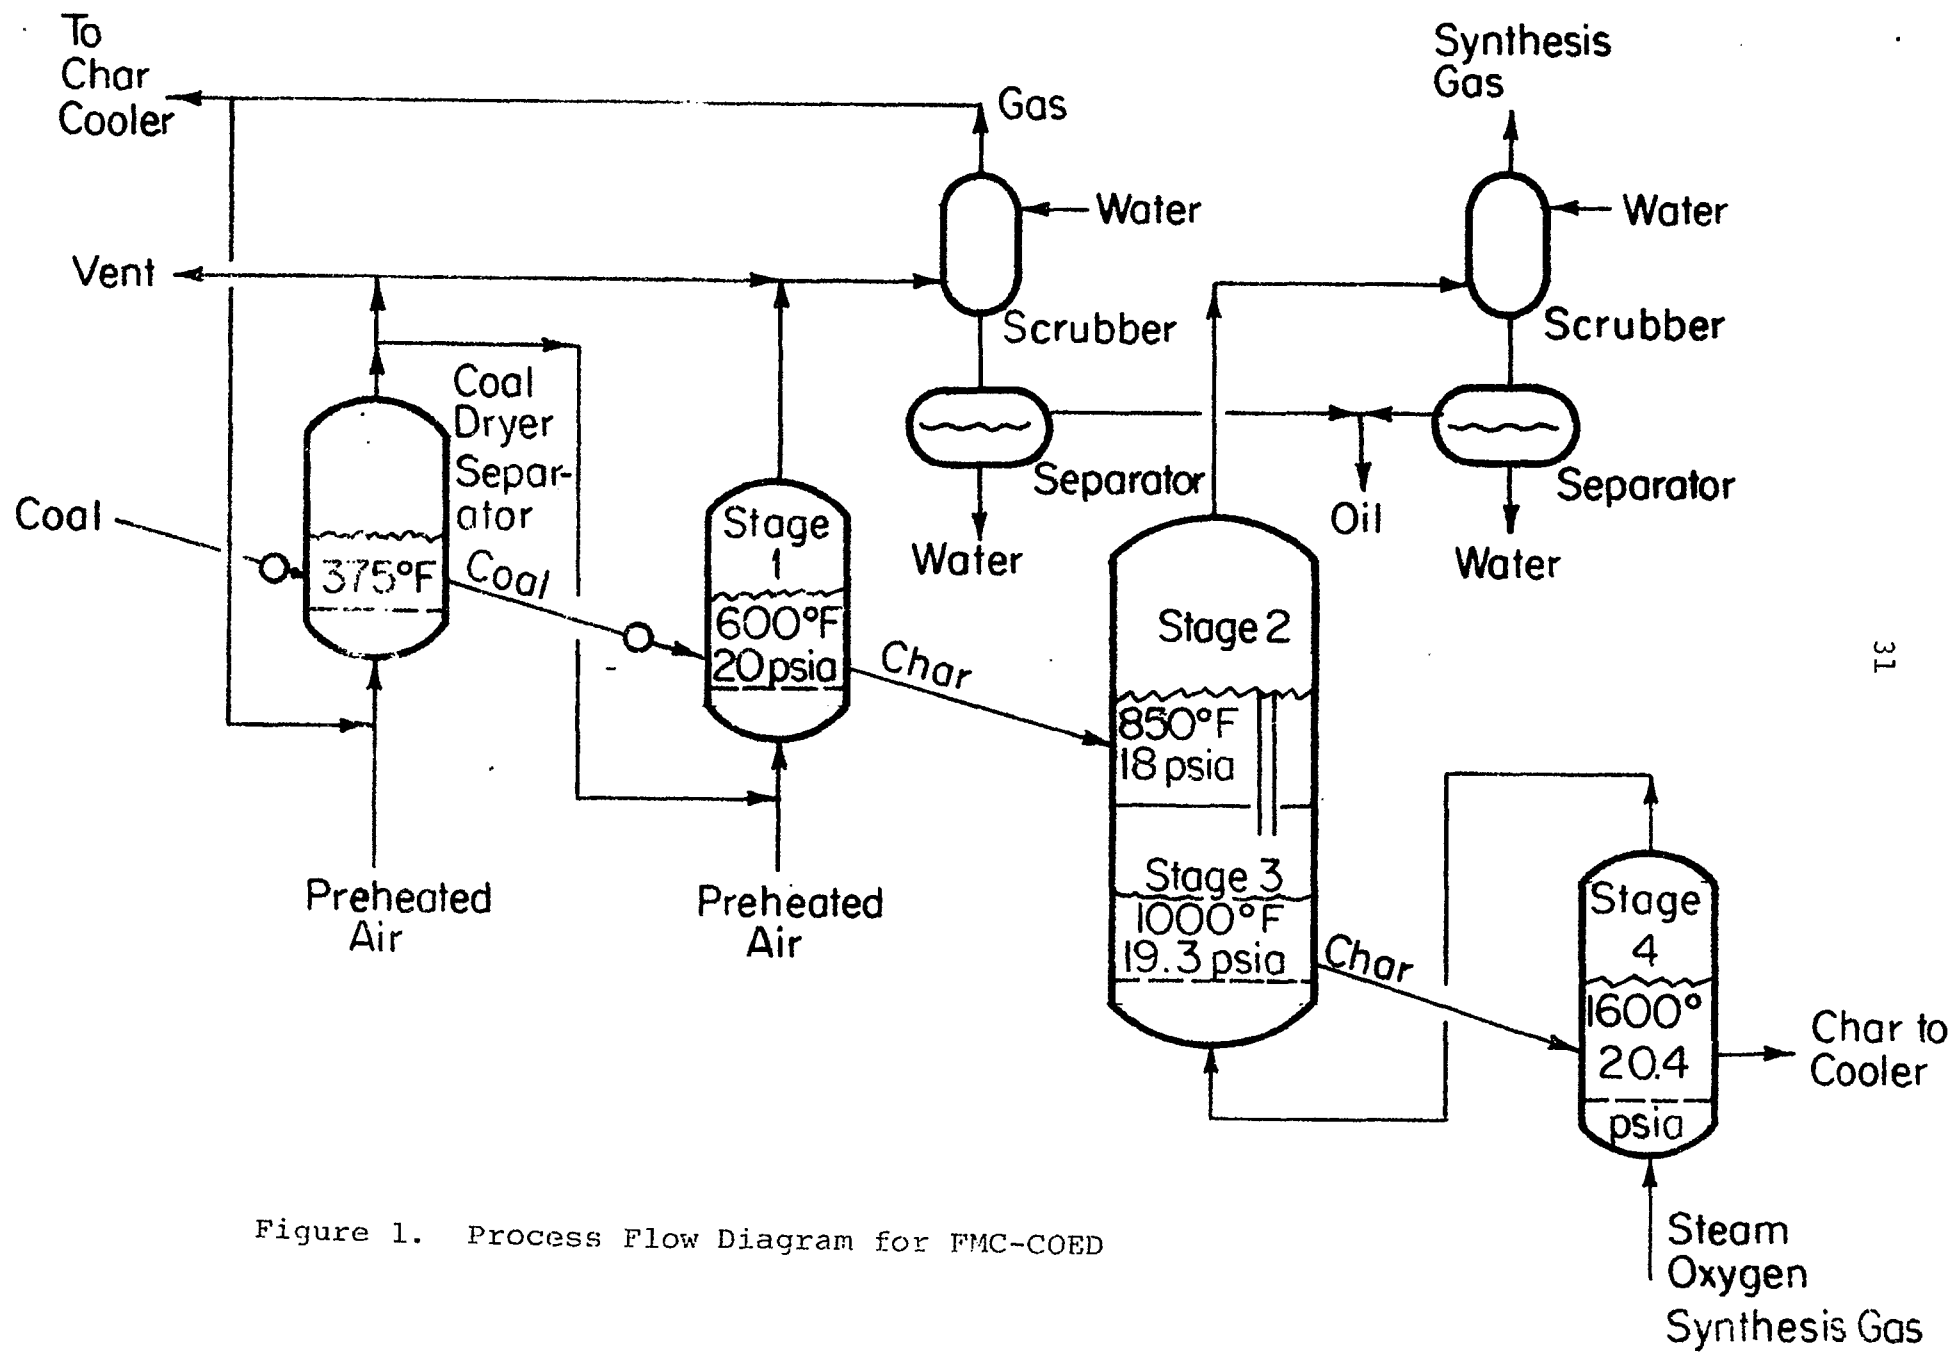 To
Char
Cooler
Gas
Synthesis
Gas
Water
Water
Vent
Scrubber
Scrubber
Coal
Dryer
Separ-
ator
Coal
375°F
Coal
Stage
1
600°F
20 psia
Char
Separator
Water
Oil
Separator
Water
Stage 2
850°F
18 psia
Stage 3
1000°F
19.3 psia
Char
Stage
4
1600°
20.4
psia
Char to
Cooler
Preheated
Air
Preheated
Air
Steam
Oxygen
Synthesis Gas
31
Figure 1. Process Flow Diagram for FMC-COED